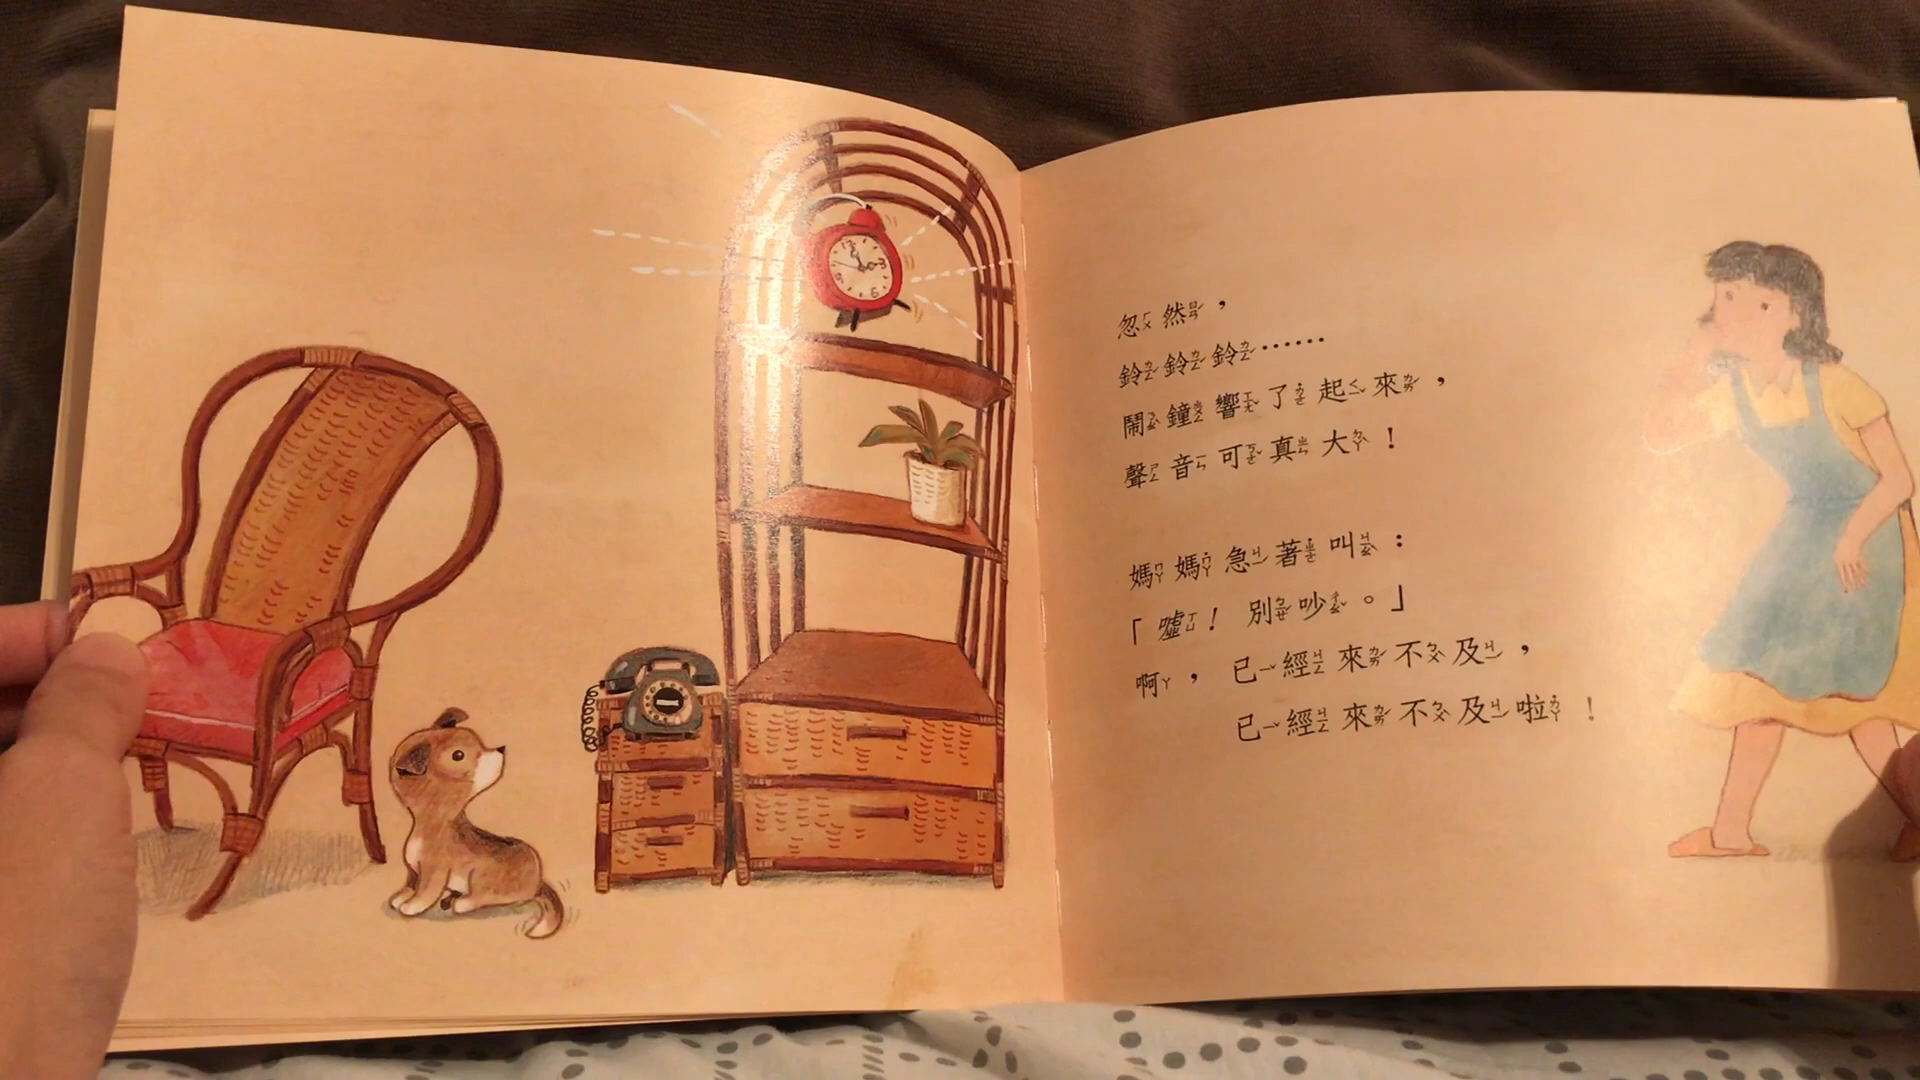 忽然，
鈴鈴鈴……
鬧鐘響了起來，
聲音可真大！
媽媽急著叫：
「噓！別吵。」
啊，已經來不及，
已經來不及啦！